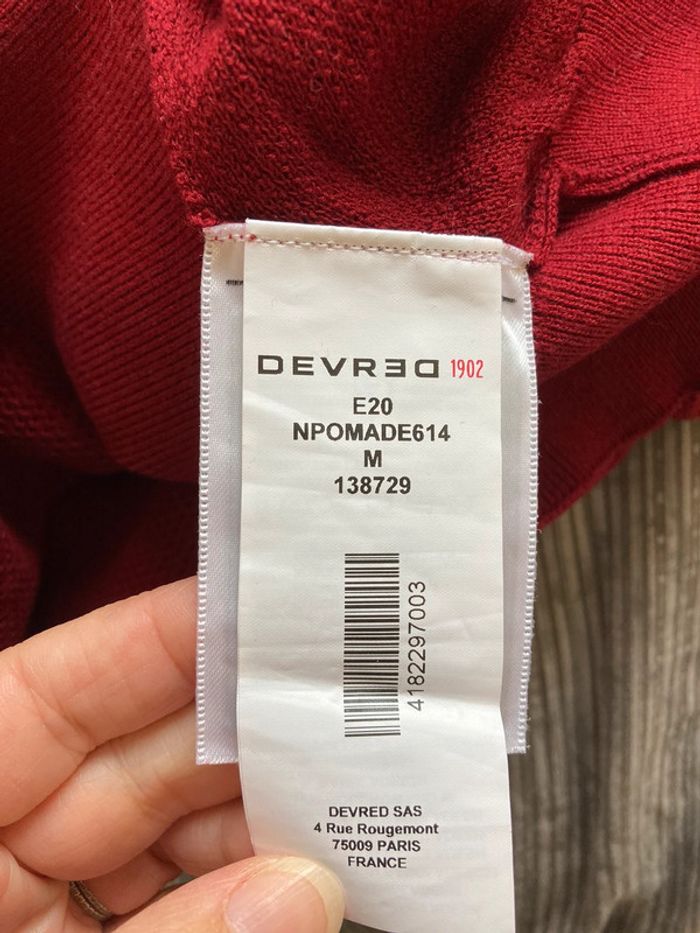 DEVRED 1902
E20
NPOMADE614
M
138729
4182297003
DEVRED SAS
4 Rue Rougemont
75009 PARIS
FRANCE